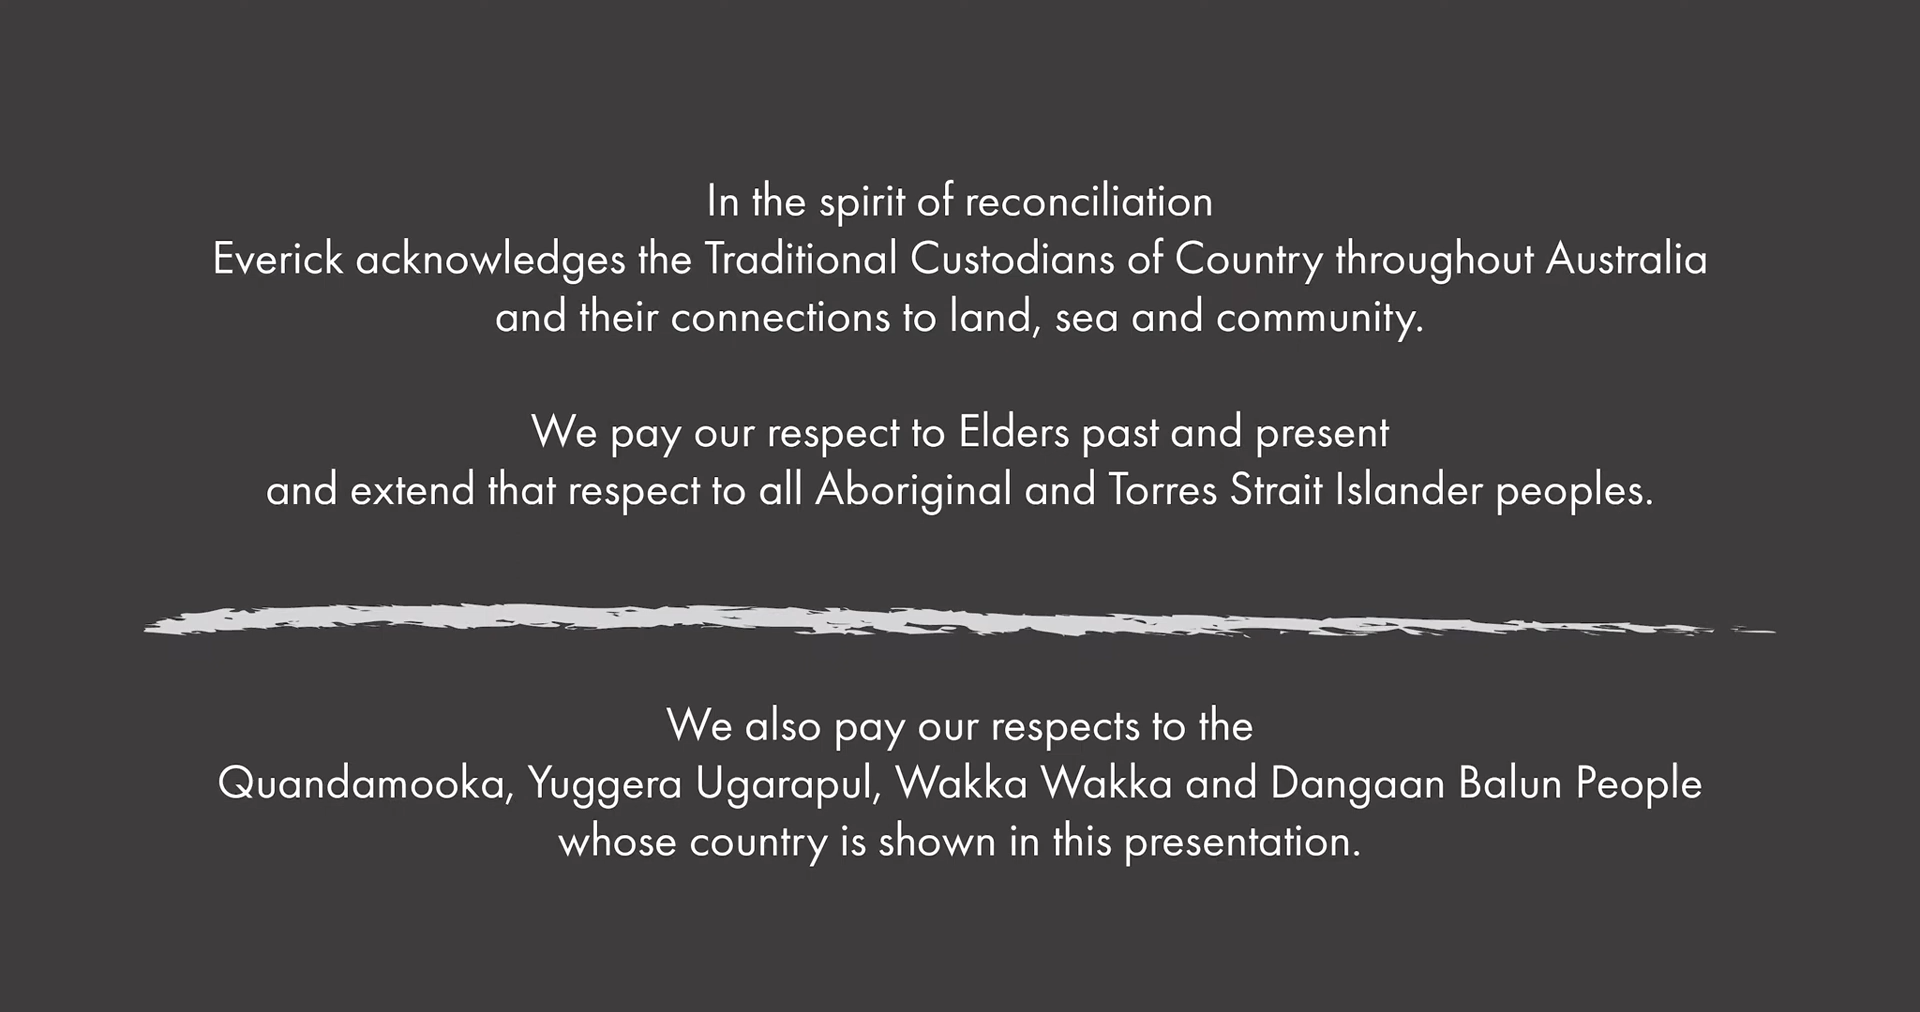 In the spirit of reconciliation
Everick acknowledges the Traditional Custodians of Country throughout Australia
and their connections to land, sea and community.
We pay our respect to Elders past and present
and extend that respect to all Aboriginal and Torres Strait Islander peoples.
We also pay our respects to the
Quandamooka, Yuggera Ugarapul, Wakka Wakka and Dangaan Balun People
whose country is shown in this presentation.